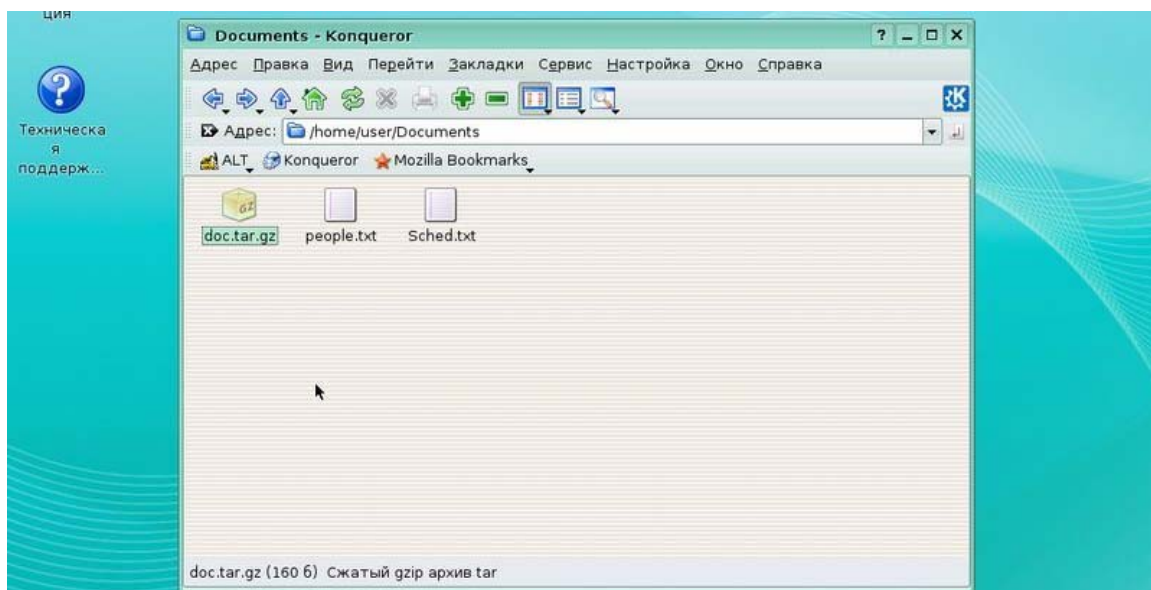 ция
Техническа
я
поддерж...
Documents - Konqueror
Адрес Правка Вид Перейти Закладки Сервис Настройка Окно Справка
Адрес: /home/user/Documents
ALT Konqueror Mozilla Bookmarks
GZ
doc.tar.gz people.txt Sched.txt
doc.tar.gz (160 б) Сжатый gzip архив tar